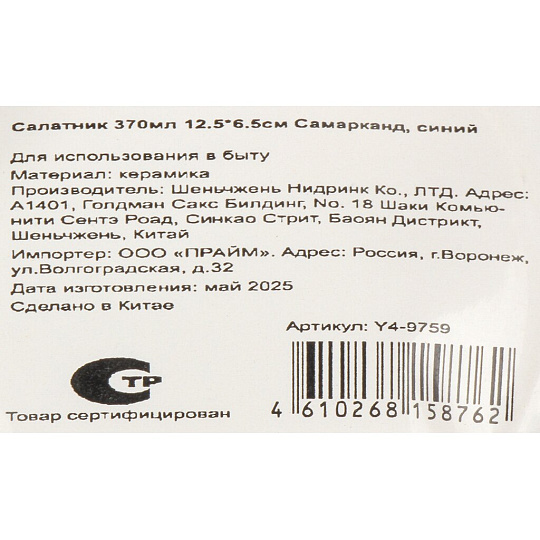 Салатник 370мл 12.5*6.5см Самарканд, синий
Для использования в быту
Материал: керамика
Производитель: Шеньчжень Нидринк Ко., ЛТД. Адрес:
А1401, Голдман Сакс Билдинг, No. 18 Шаки Комью-
нити Сентэ Роад, Синкао Стрит, Баоян Дистрикт,
Шеньчжень, Китай
Импортер: ООО «ПРАЙМ». Адрес: Россия, г.Воронеж,
ул.Волгоградская, д.32
Дата изготовления: май 2025
Сделано в Китае
Артикул: Y4-9759
СТР
Товар сертифицирован
4 610268 158762